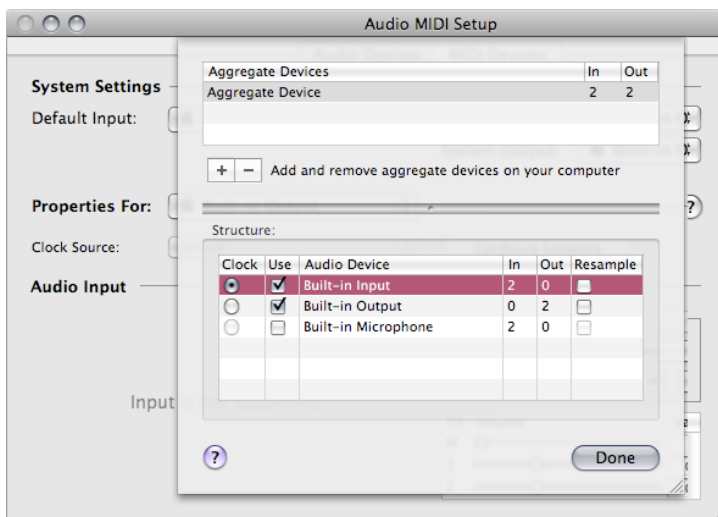 Audio MIDI Setup
Aggregate Devices In Out
Aggregate Device 2 2
System Settings
Default Input:
+ − Add and remove aggregate devices on your computer
Properties For:
?
Structure:
Clock Source:
Clock Use Audio Device In Out Resample
Built-in Input 2 0
Built-in Output 0 2
Built-in Microphone 2 0
Audio Input
Input
? Done